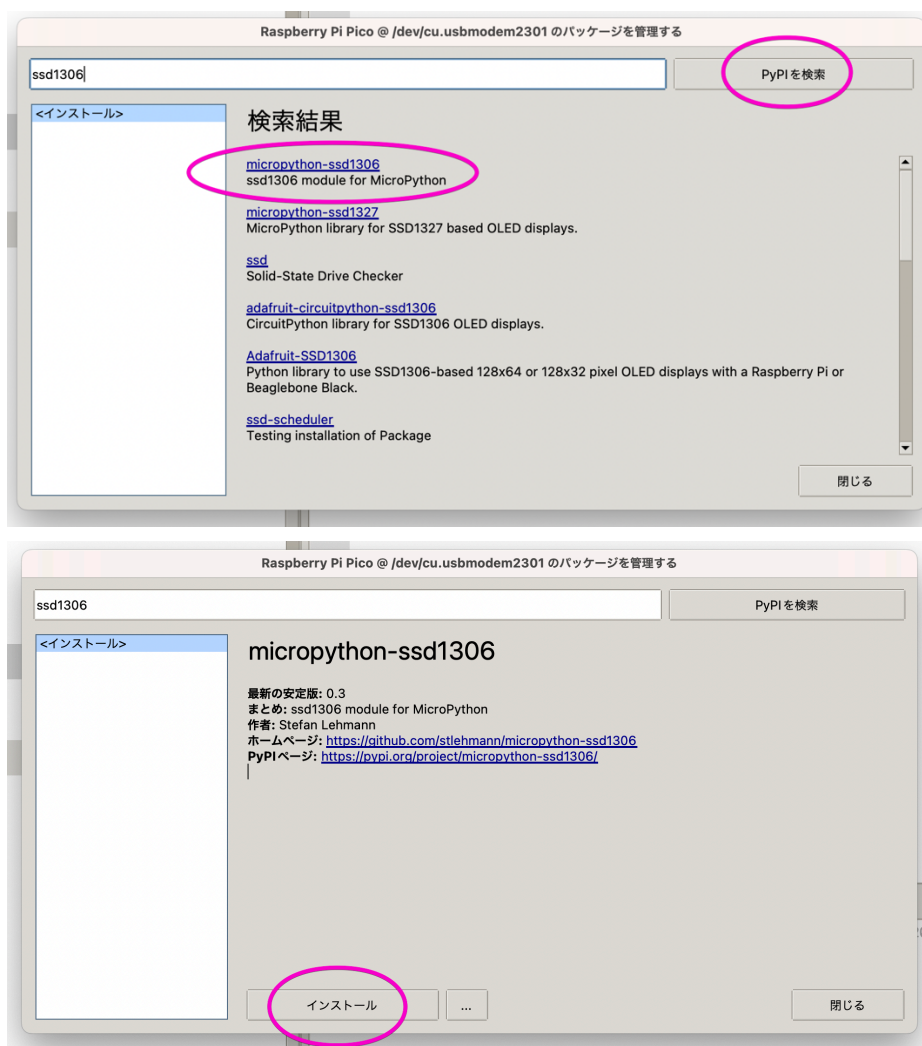 Raspberry Pi Pico @ /dev/cu.usbmodem2301 のパッケージを管理する
ssd1306
PyPIを検索
<インストール>
検索結果
micropython-ssd1306
ssd1306 module for MicroPython
micropython-ssd1327
MicroPython library for SSD1327 based OLED displays.
ssd
Solid-State Drive Checker
adafruit-circuitpython-ssd1306
CircuitPython library for SSD1306 OLED displays.
Adafruit-SSD1306
Python library to use SSD1306-based 128x64 or 128x32 pixel OLED displays with a Raspberry Pi or
Beaglebone Black.
ssd-scheduler
Testing installation of Package
閉じる
Raspberry Pi Pico @ /dev/cu.usbmodem2301 のパッケージを管理する
ssd1306
PyPIを検索
<インストール>
micropython-ssd1306
最新の安定版: 0.3
まとめ: ssd1306 module for MicroPython
作者: Stefan Lehmann
ホームページ: https://github.com/stlehmann/micropython-ssd1306
PyPIページ: https://pypi.org/project/micropython-ssd1306/
インストール
...
閉じる